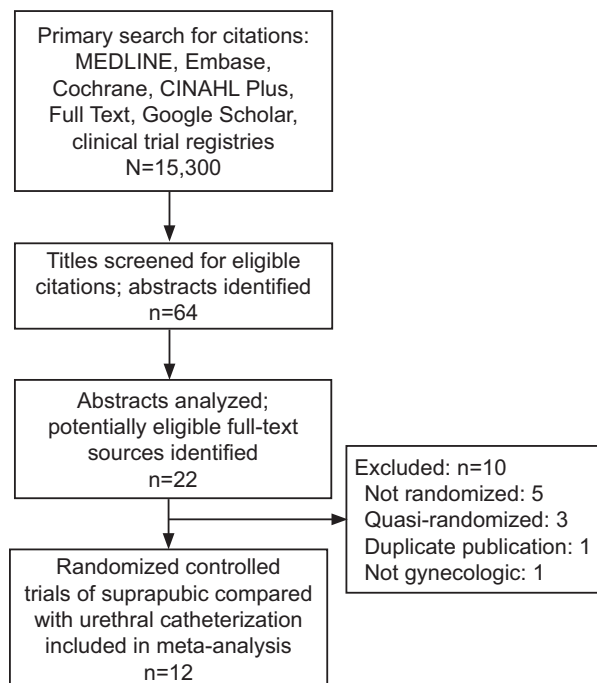 Primary search for citations:
MEDLINE, Embase,
Cochrane, CINAHL Plus,
Full Text, Google Scholar,
clinical trial registries
N=15,300
Titles screened for eligible
citations; abstracts identified
n=64
Abstracts analyzed;
potentially eligible full-text
sources identified
n=22
Excluded: n=10
Not randomized: 5
Quasi-randomized: 3
Duplicate publication: 1
Not gynecologic: 1
Randomized controlled
trials of suprapubic compared
with urethral catheterization
included in meta-analysis
n=12